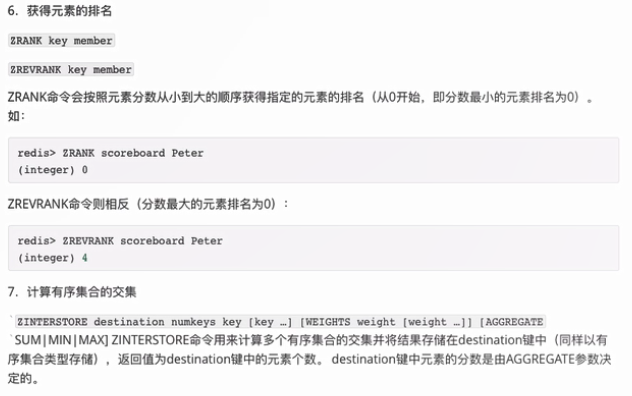 6. 获得元素的排名
ZRANK key member
ZREVRANK key member
ZRANK命令会按照元素分数从小到大的顺序获得指定的元素的排名（从0开始，即分数最小的元素排名为0）。
如：
redis> ZRANK scoreboard Peter
(integer) 0
ZREVRANK命令则相反（分数最大的元素排名为0）：
redis> ZREVRANK scoreboard Peter
(integer) 4
7. 计算有序集合的交集
`ZINTERSTORE destination numkeys key [key …] [WEIGHTS weight [weight …]] [AGGREGATE
`SUM|MIN|MAX] ZINTERSTORE命令用来计算多个有序集合的交集并将结果存储在destination键中（同样以有
序集合类型存储），返回值为destination键中的元素个数。 destination键中元素的分数是由AGGREGATE参数决
定的。